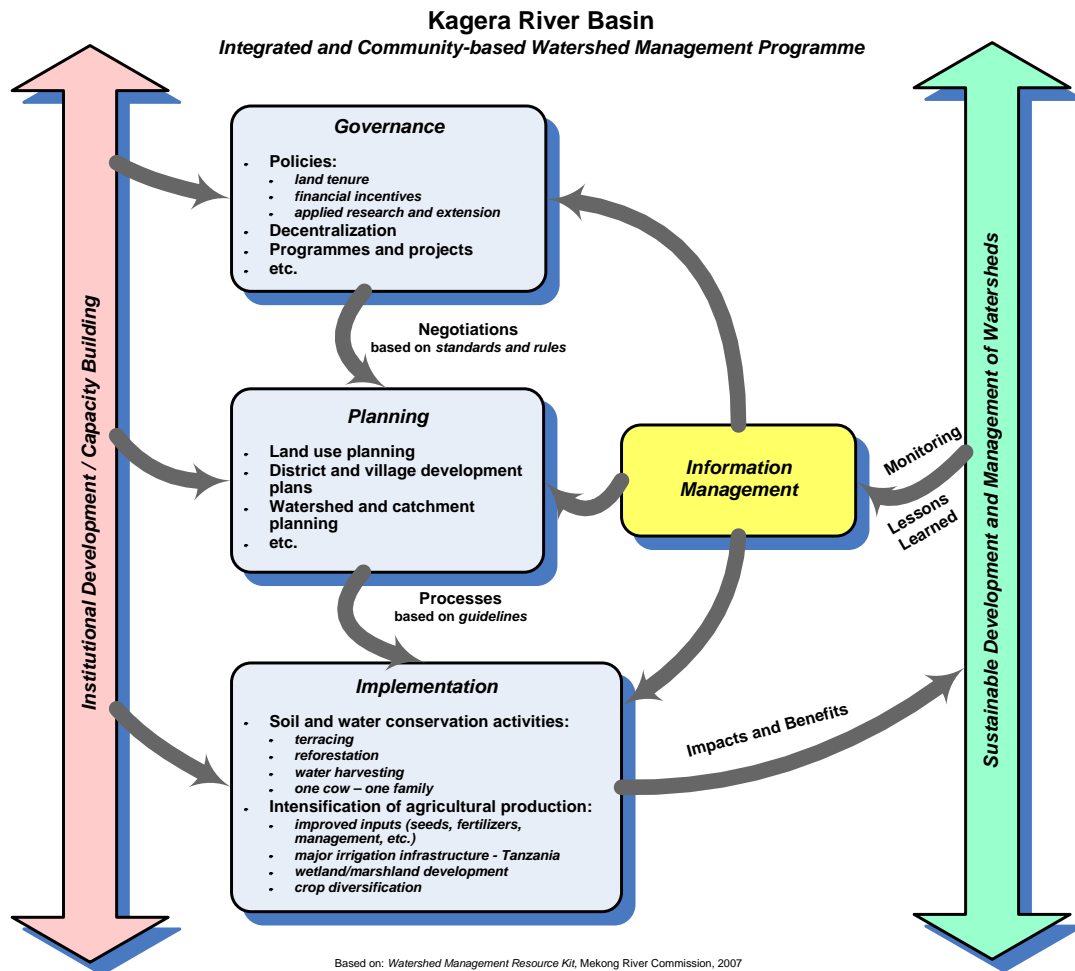 Kagera River Basin
Integrated and Community-based Watershed Management Programme
Institutional Development / Capacity Building
Governance
Policies:
land tenure
financial incentives
applied research and extension
Decentralization
Programmes and projects
etc.
Negotiations
based on standards and rules
Planning
Land use planning
District and village development
plans
Watershed and catchment
planning
etc.
Information
Management
Monitoring
Lessons
Learned
Processes
based on guidelines
Implementation
Soil and water conservation activities:
terracing
reforestation
water harvesting
one cow – one family
Intensification of agricultural production:
improved inputs (seeds, fertilizers,
management, etc.)
major irrigation infrastructure - Tanzania
wetland/marshland development
crop diversification
Impacts and Benefits
Sustainable Development and Management of Watersheds
Based on: Watershed Management Resource Kit, Mekong River Commission, 2007